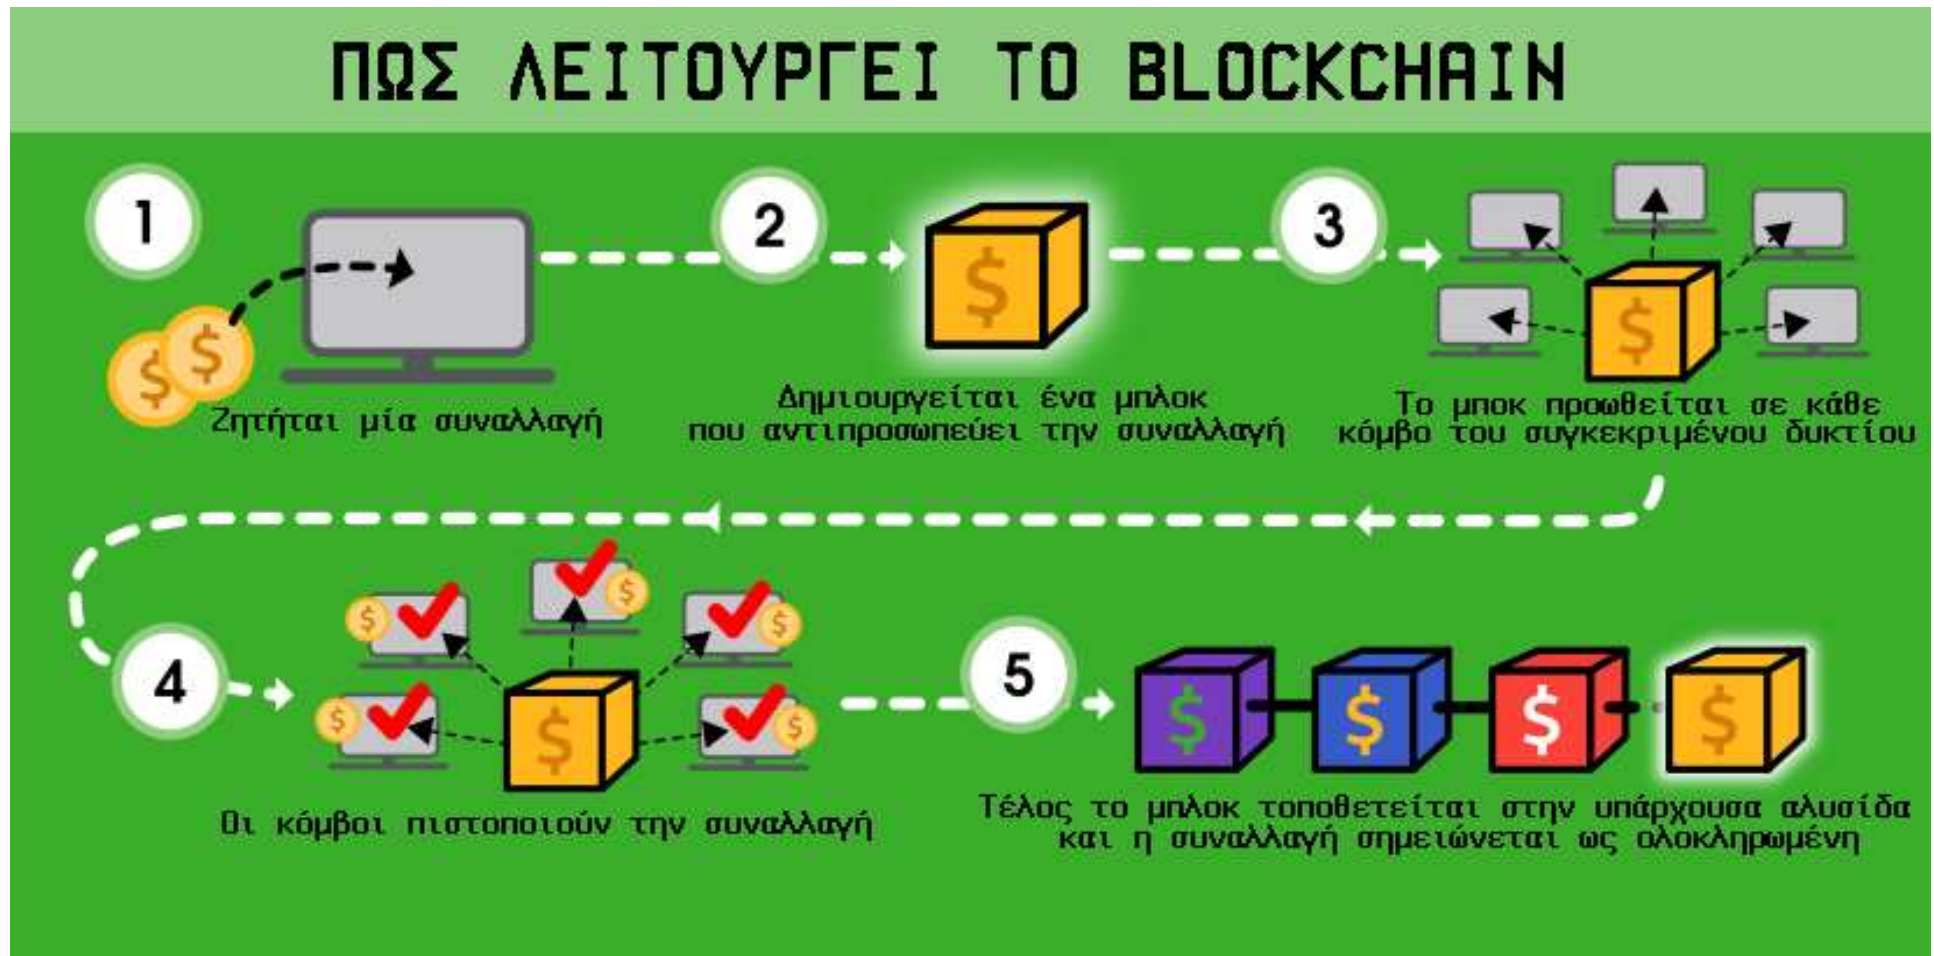 ΠΩΣ ΛΕΙΤΟΥΡΓΕΙ ΤΟ BLOCKCHAIN
1
Ζητήται μία συναλλαγή
2
Δημιουργείται ένα μπλοκ
που αντιπροσωπεύει την συναλλαγή
3
Το μποκ προωθείται σε κάθε
κόμβο του συγκεκριμένου δυκτίου
4
Οι κόμβοι πιστοποιούν την συναλλαγή
5
Τέλος το μπλοκ τοποθετείται στην υπάρχουσα αλυσίδα
και η συναλλαγή σημειώνεται ως ολοκληρωμένη